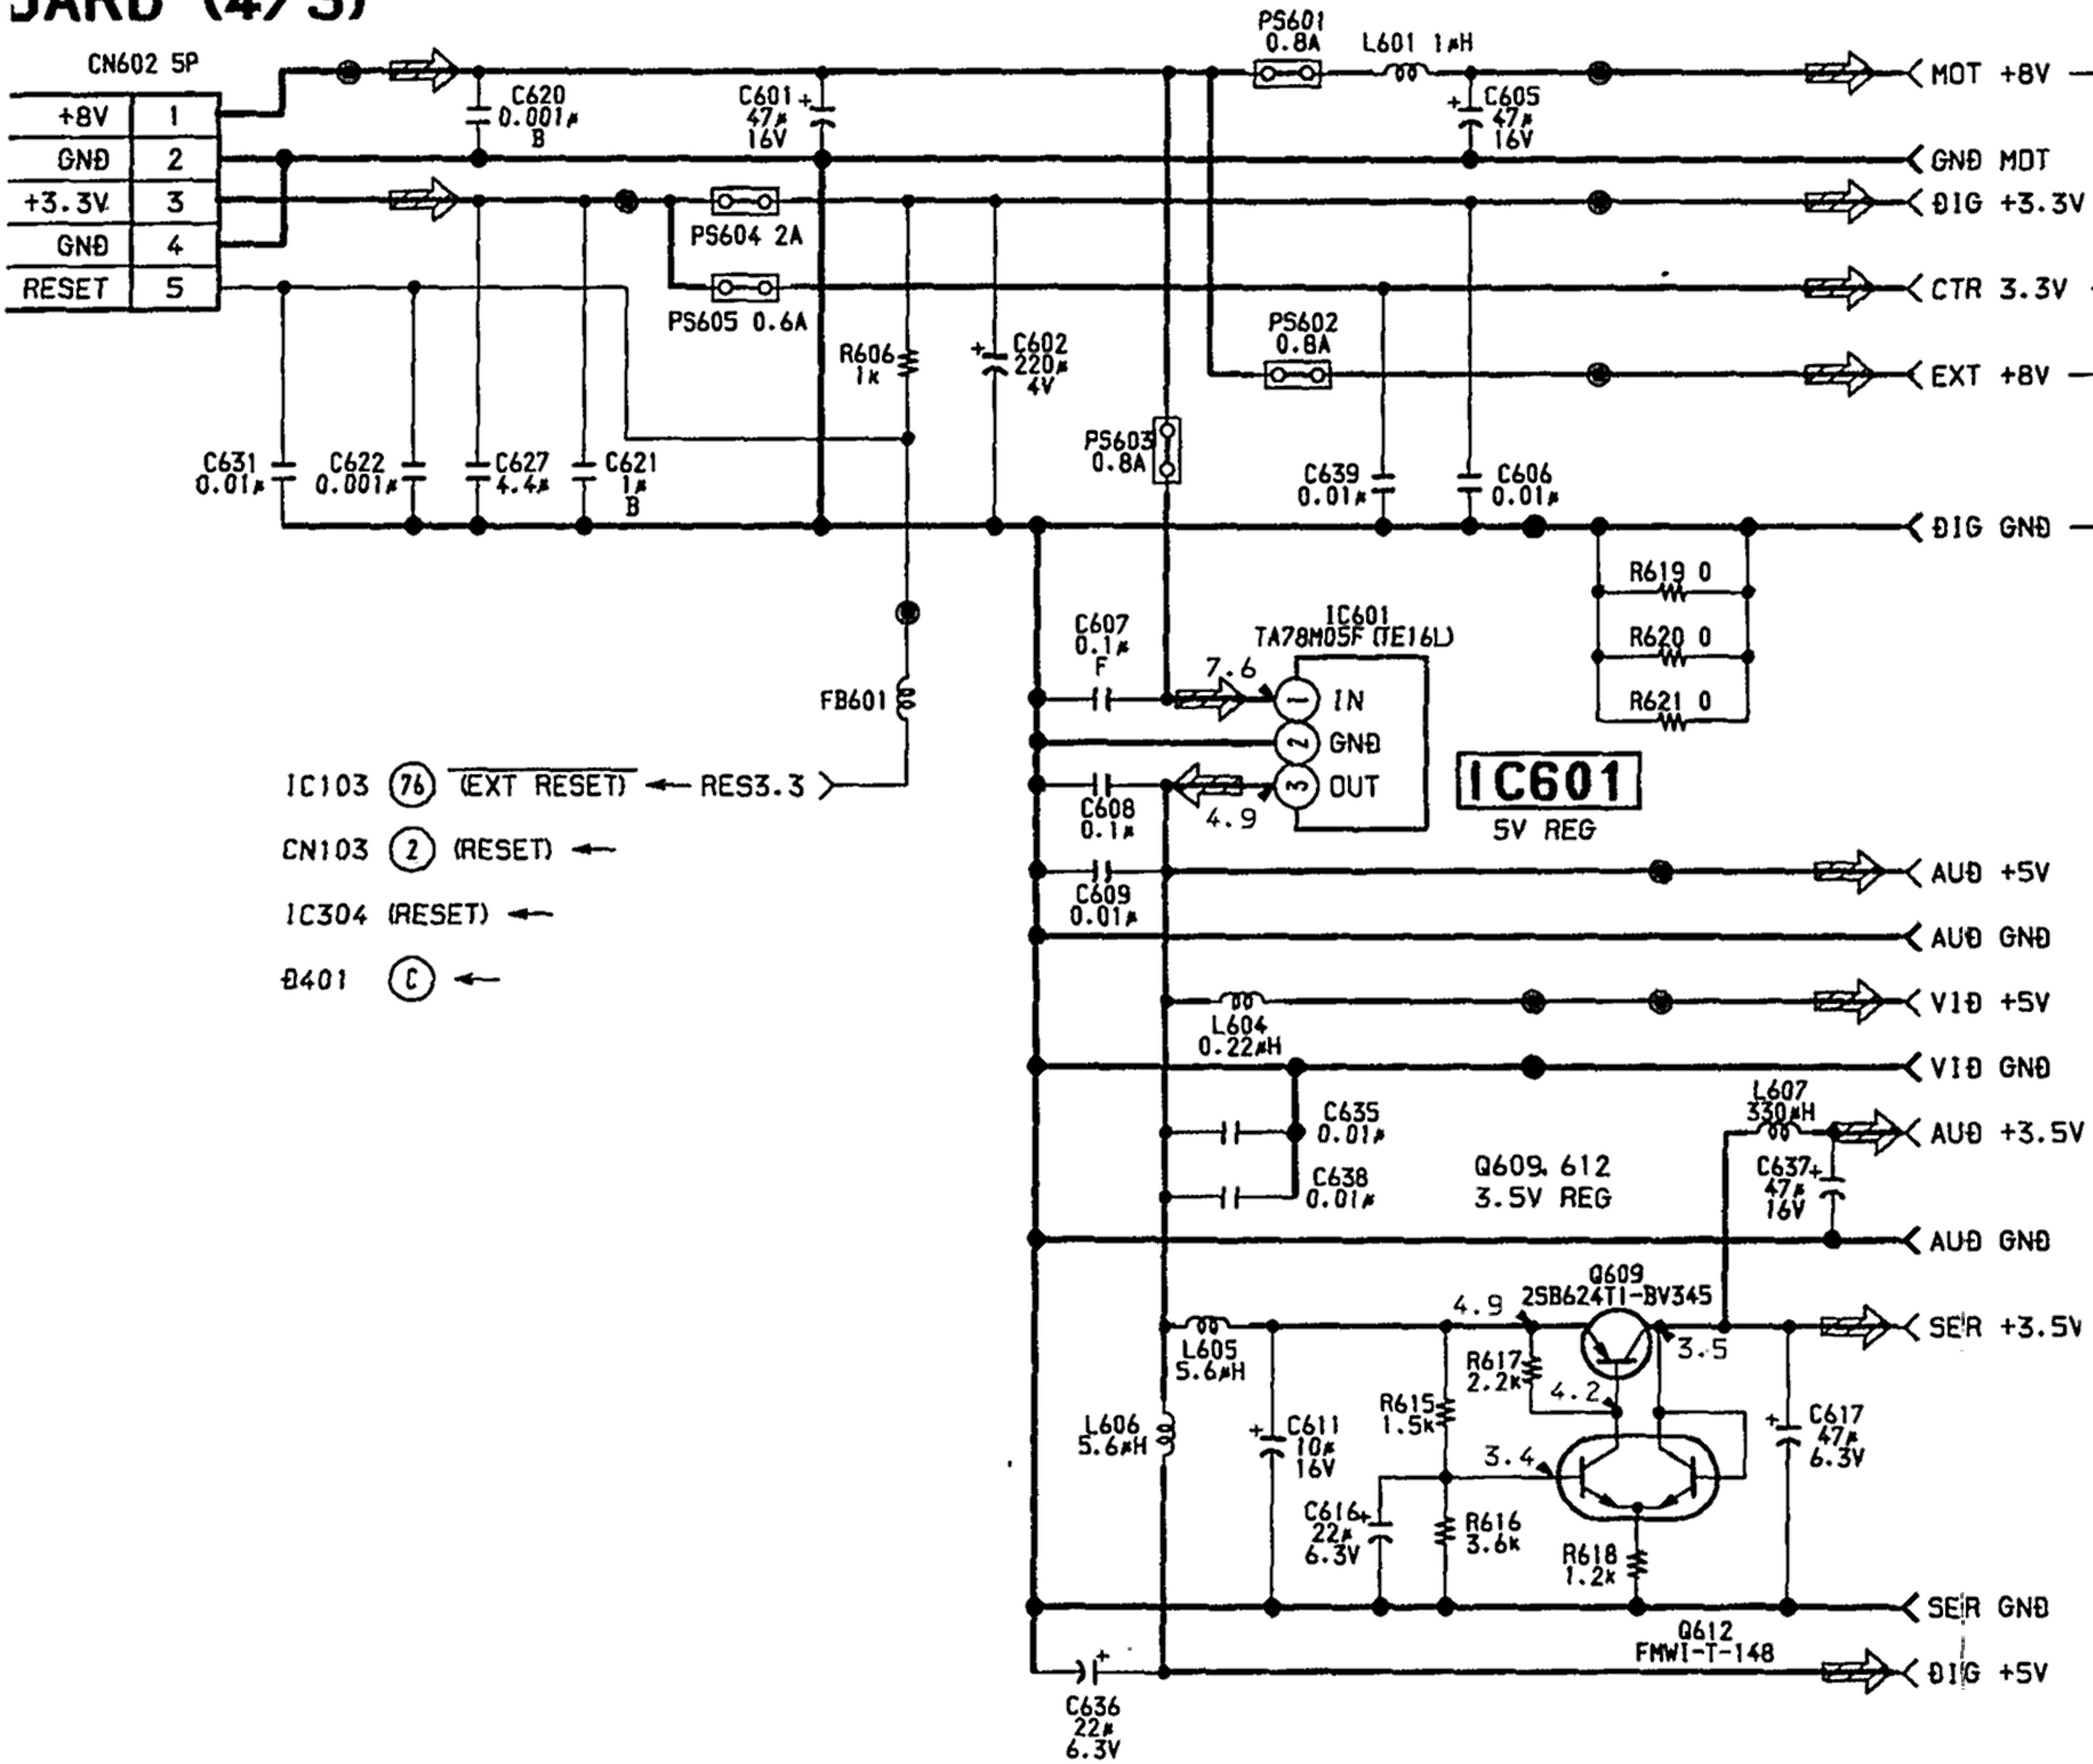 (4/5)
CN602 5P
+8V 1
GND 2
+3.3V 3
GND 4
RESET 5
C620
0.001μ
B
C601 +
47μ
16V
PS601
0.8A
L601 1μH
+ C605
47μ
16V
MOT +8V
GND MOT
DIG +3.3V
CTR 3.3V
EXT +8V
DIG GND
PS604 2A
PS605 0.6A
R606
1k
+ C602
220μ
4V
PS602
0.8A
PS603
0.8A
C631
0.01μ
C622
0.001μ
C627
4.4μ
C621
1μ
B
C639
0.01μ
C606
0.01μ
R619 0
R620 0
R621 0
C607
0.1μ
F
IC601
TA78M05F (TE16L)
7.6
1 IN
2 GND
3 OUT
4.9
IC601
5V REG
FB601
C608
0.1μ
C609
0.01μ
IC103 76 (EXT RESET) ← RES3.3
CN103 2 (RESET) ←
IC304 (RESET) ←
D401 C ←
AUD +5V
AUD GND
L604
0.22μH
VID +5V
VID GND
C635
0.01μ
C638
0.01μ
Q609, 612
3.5V REG
L607
330μH
AUD +3.5V
C637 +
47μ
16V
AUD GND
Q609
2SB624T1-BV345
4.9
3.5
SER +3.5V
L605
5.6μH
R617
2.2k
4.2
R615
1.5k
L606
5.6μH
+ C611
10μ
16V
3.4
+ C617
47μ
6.3V
C616 +
22μ
6.3V
R616
3.6k
R618
1.2k
SER GND
Q612
FMW1-T-148
DIG +5V
+
C636
22μ
6.3V